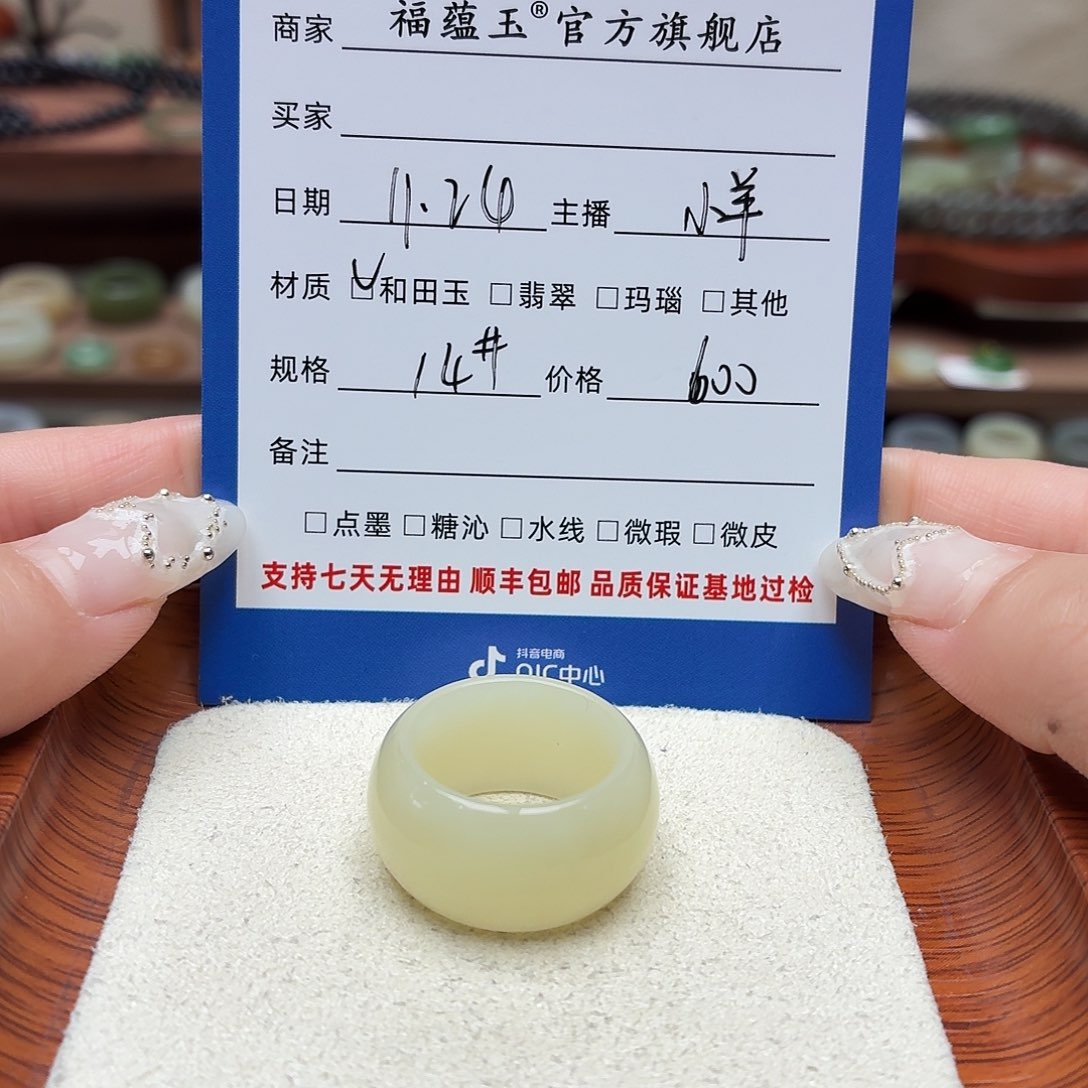 商家 福蕴玉®官方旗舰店
买家
日期 11.24 主播 小羊
材质 ☑和田玉 □翡翠 □玛瑙 □其他
规格 14# 价格 600
备注
□点墨 □糖沁 □水线 □微瑕 □微皮
支持七天无理由 顺丰包邮 品质保证基地过检
抖音电商
QIC中心